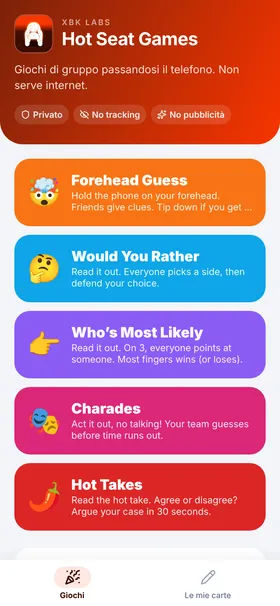 XBK LABS
Hot Seat Games
Giochi di gruppo passandosi il telefono. Non
serve internet.
Privato
No tracking
No pubblicità
Forehead Guess
Hold the phone on your forehead.
Friends give clues. Tip down if you get ...
Would You Rather
Read it out. Everyone picks a side, then
defend your choice.
Who's Most Likely
Read it out. On 3, everyone points at
someone. Most fingers wins (or loses).
Charades
Act it out, no talking! Your team guesses
before time runs out.
Hot Takes
Read the hot take. Agree or disagree?
Argue your case in 30 seconds.
Giochi
Le mie carte